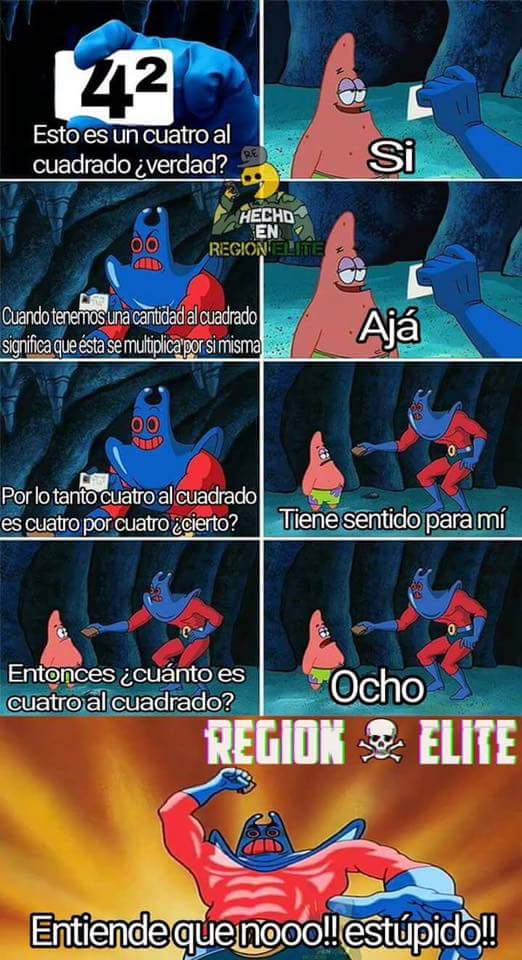 4²
Esto es un cuatro al
cuadrado ¿verdad?
Si
RE
HECHO
EN
REGION ELITE
Cuando tenemos una cantidad al cuadrado
significa que ésta se multiplica por si misma
Ajá
Por lo tanto cuatro al cuadrado
es cuatro por cuatro ¿cierto?
Tiene sentido para mí
Entonces ¿cuánto es
cuatro al cuadrado?
Ocho
REGION ELITE
Entiende que nooo!! estúpido!!